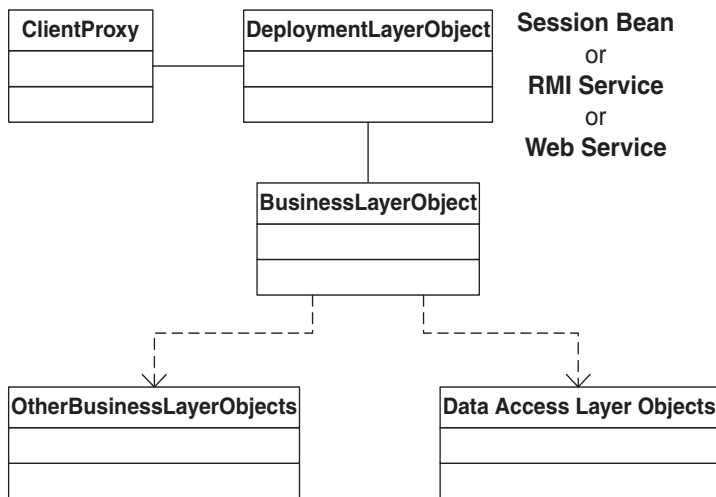 ClientProxy
DeploymentLayerObject
Session Bean
or
RMI Service
or
Web Service
BusinessLayerObject
OtherBusinessLayerObjects
Data Access Layer Objects